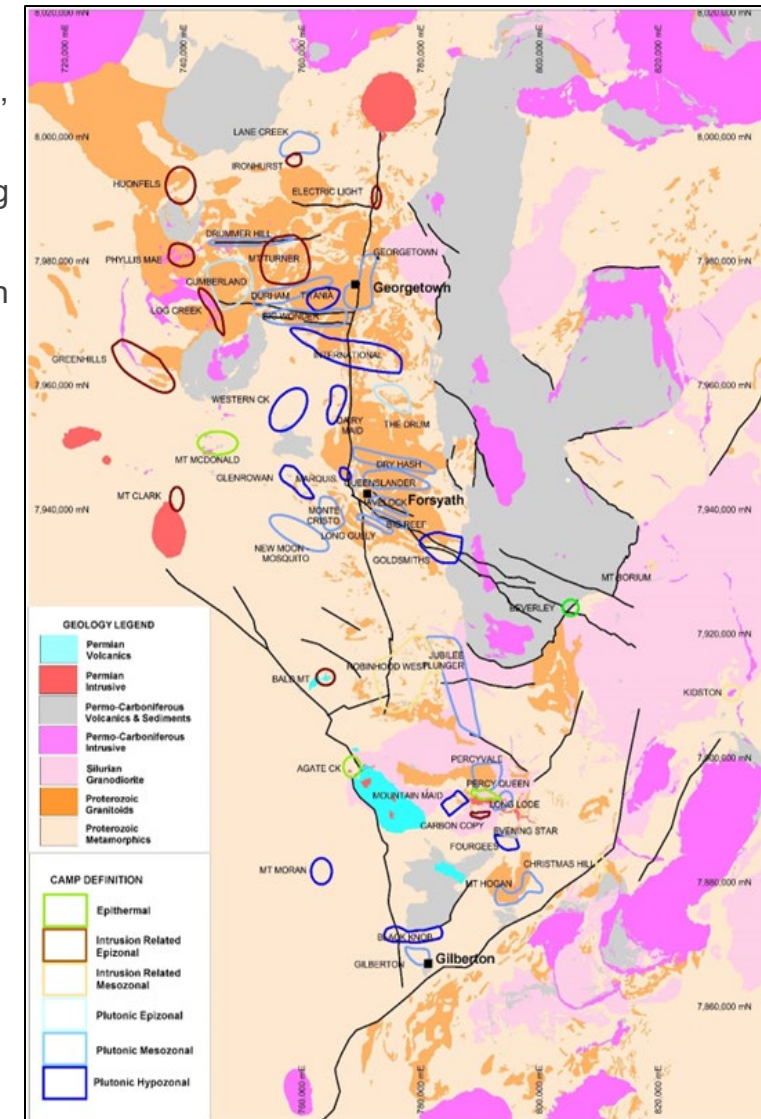 ,
g
n
8,020,000 mN
720,000 mE
740,000 mE
780,000 mE
800,000 mE
8,020,000 mN
LANE CREEK
8,000,000 mN
8,000,000 mN
IRONHURST
HUONFELS
ELECTRIC LIGHT
DRUMMER HILL
GEORGETOWN
PHYLLIS MAE
MT TURNER
7,980,000 mN
7,980,000 mN
CUMBERLAND
DURHAM
TITANIA
Georgetown
LOG CREEK
BIG WONDER
GREENHILLS
INTERNATIONAL
7,960,000 mN
7,960,000 mN
WESTERN CK
DAIRY
MAID
THE DRUM
MT MCDONALD
DRY HASH
GLENROWAN
MARQUIS
QUEENSLANDER
MT CLARK
HAVELOCK
Forsyath
7,940,000 mN
7,940,000 mN
MONTE
CRISTO
BIG REEF
LONG GULLY
NEW MOON -
MOSQUITO
GOLDSMITHS
MT BORIUM
BEVERLEY
GEOLOGY LEGEND
Permian
Volcanics
Permian
Intrusive
Permo-Carboniferous
Volcanics & Sediments
Permo-Carboniferous
Intrusive
Silurian
Granodiorite
Proterozoic
Granitoids
Proterozoic
Metamorphics
7,920,000 mN
JUBILEE
PLUNGER
ROBINHOOD WEST
BALD MT
KIDSTON
7,900,000 mN
AGATE CK
PERCYVALE
PERCY QUEEN
MOUNTAIN MAID
LONG LODE
CARBON COPY
EVENING STAR
FOURGEES
CHRISTMAS HILL
MT MORAN
MT HOGAN
7,880,000 mN
BLACK KNOB
GILBERTON
Gilberton
7,860,000 mN
CAMP DEFINITION
Epithermal
Intrusion Related
Epizonal
Intrusion Related
Mesozonal
Plutonic Epizonal
Plutonic Mesozonal
Plutonic Hypozonal
760,000 mE
780,000 mE
800,000 mE
820,000 mE